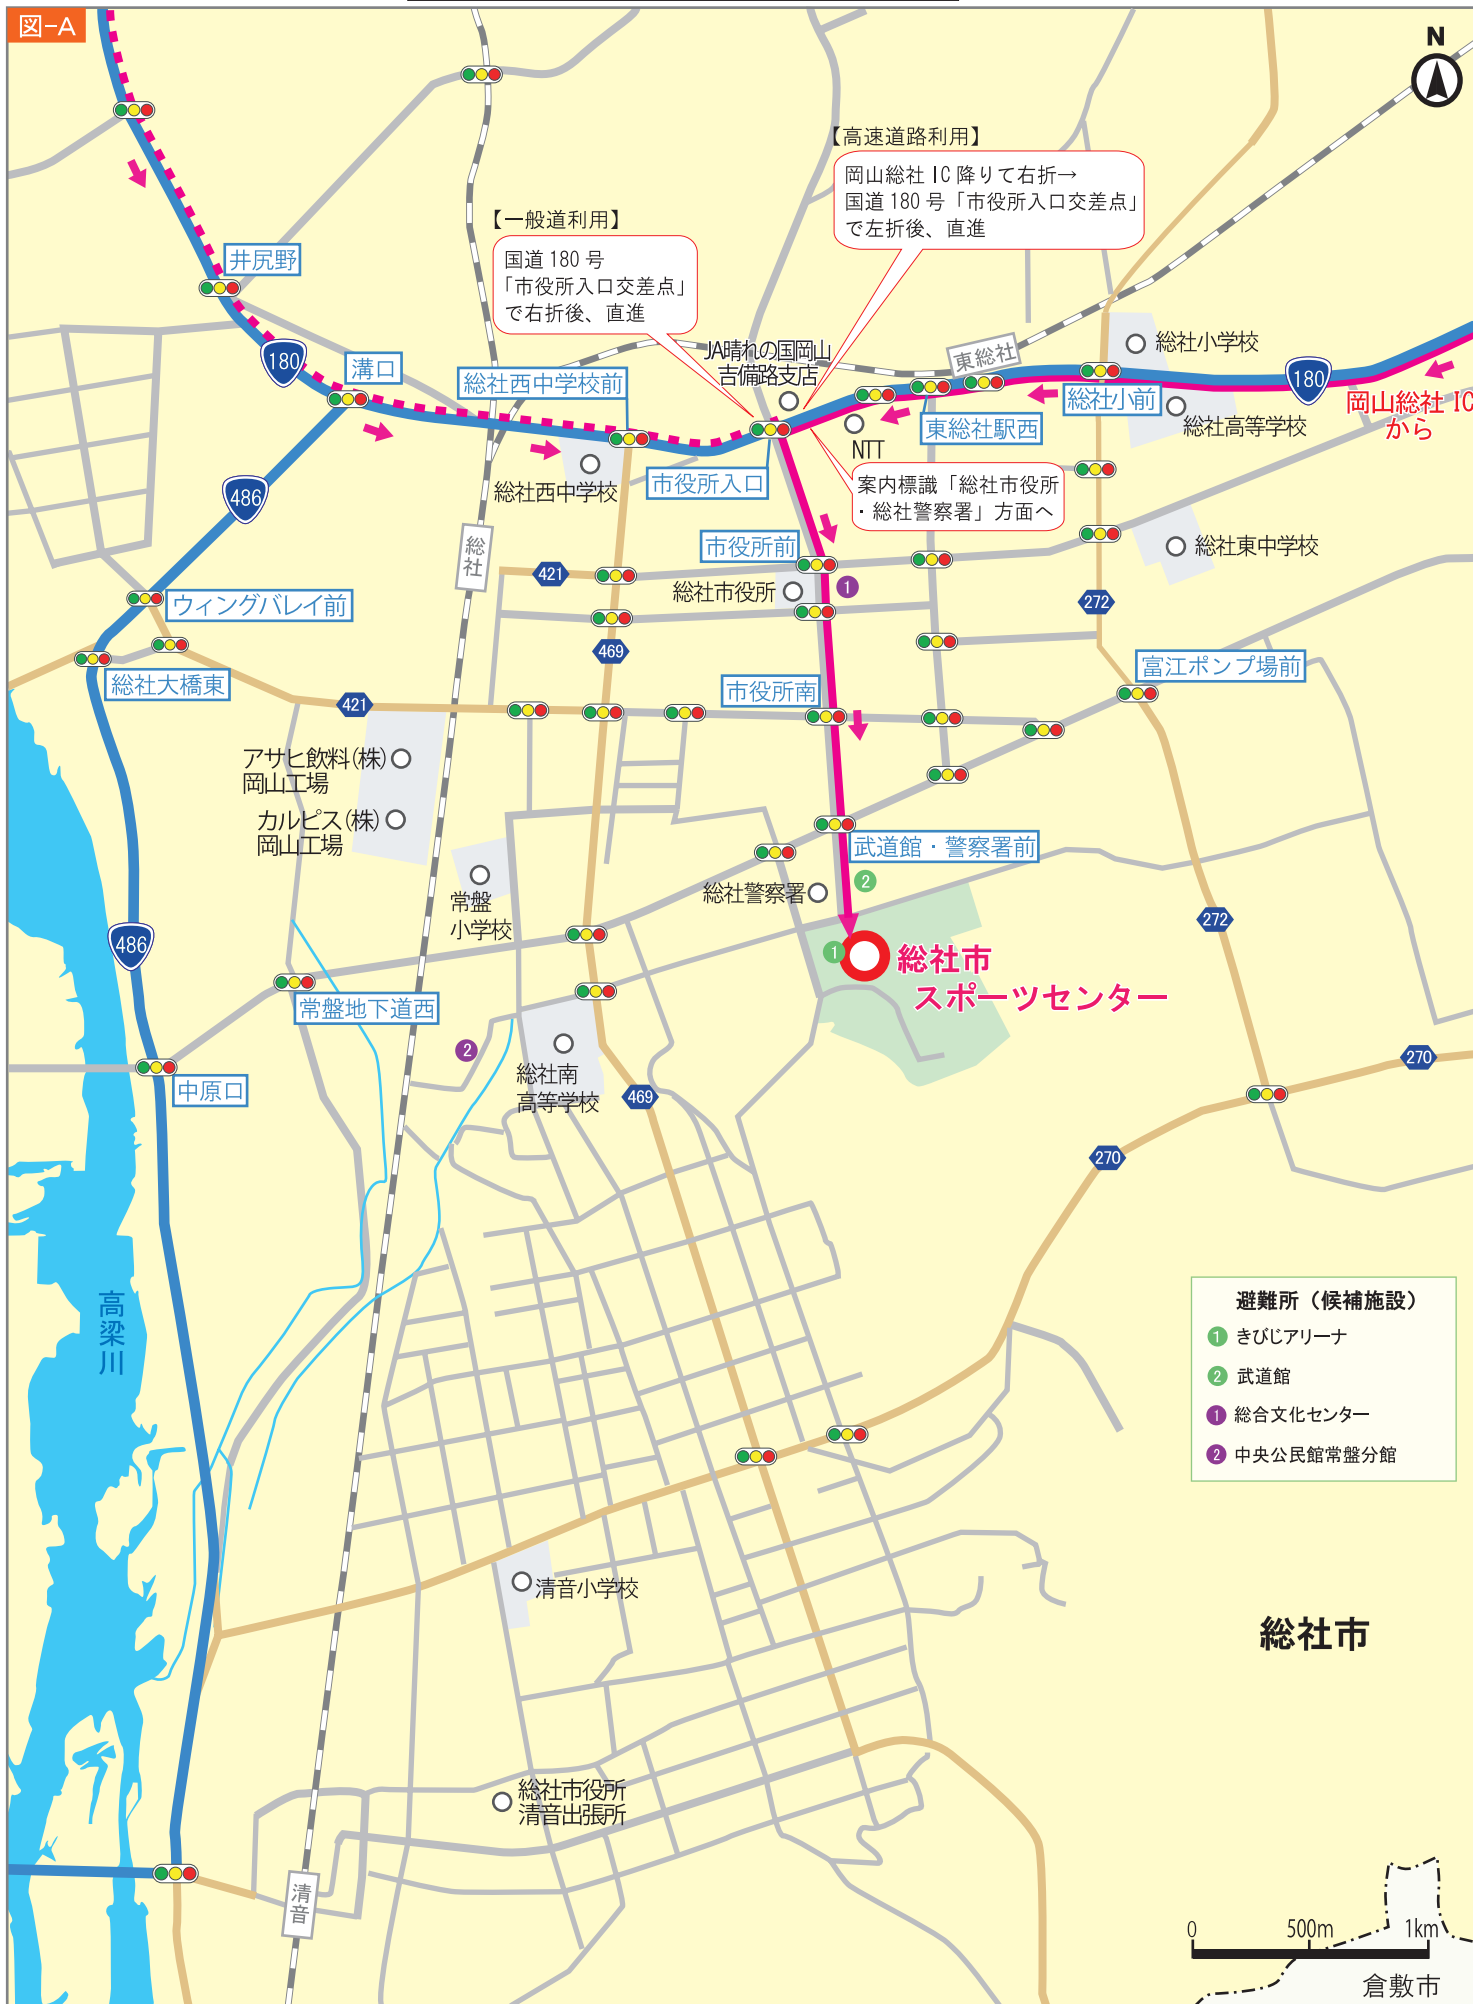 図-A
N
【高速道路利用】
岡山総社 IC 降りて右折→
国道 180 号「市役所入口交差点」
で左折後、直進
【一般道利用】
国道 180 号
「市役所入口交差点」
で右折後、直進
井尻野
180
溝口
総社西中学校前
JA晴れの国岡山
吉備路支店
東総社
総社小学校
総社小前
180
岡山総社 IC
から
総社高等学校
東総社駅西
NTT
市役所入口
総社西中学校
486
案内標識「総社市役所
・総社警察署」方面へ
総社
市役所前
421
総社市役所
1
総社東中学校
272
ウィングバレイ前
469
総社大橋東
421
市役所南
富江ポンプ場前
アサヒ飲料(株)
岡山工場
カルピス(株)
岡山工場
武道館・警察署前
常盤
小学校
総社警察署
2
272
486
1
総社市
スポーツセンター
常盤地下道西
2
総社南
高等学校
中原口
469
270
270
高梁川
避難所（候補施設）
1 きびじアリーナ
2 武道館
1 総合文化センター
2 中央公民館常盤分館
清音小学校
総社市
総社市役所
清音出張所
清音
0 500m 1km
倉敷市